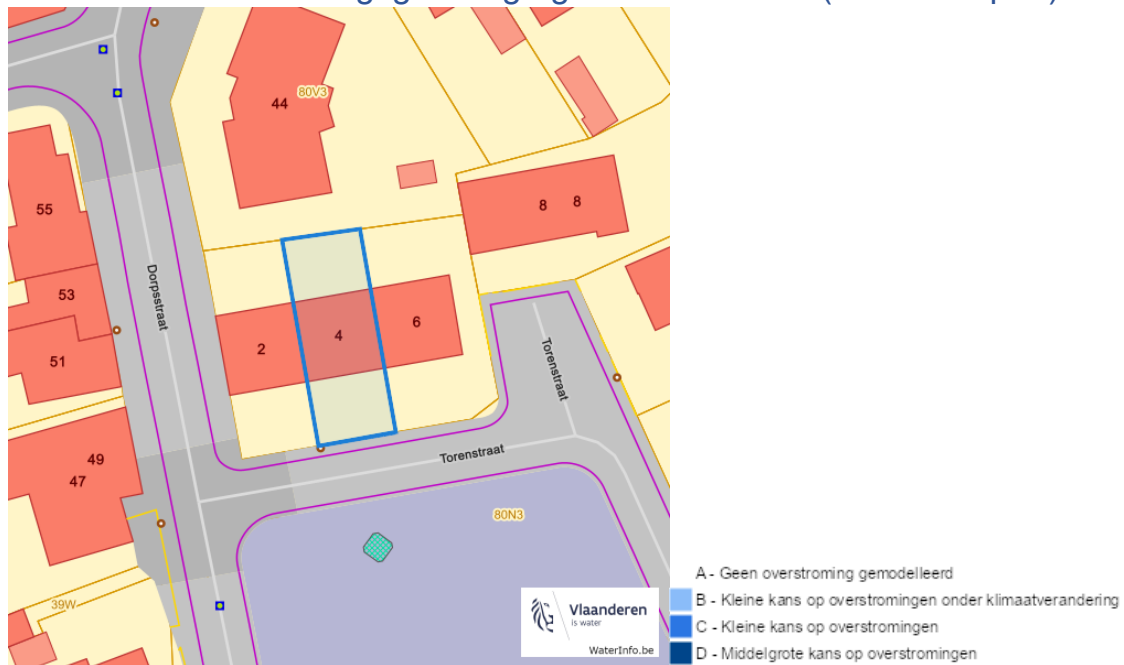 44
80V3
55
8 8
53
Dorpsstraat
6
4
2
51
Torenstraat
Torenstraat
49
47
80N3
39W
Vlaanderen
is water
WaterInfo.be
A - Geen overstroming gemodelleerd
B - Kleine kans op overstromingen onder klimaatverandering
C - Kleine kans op overstromingen
D - Middelgrote kans op overstromingen